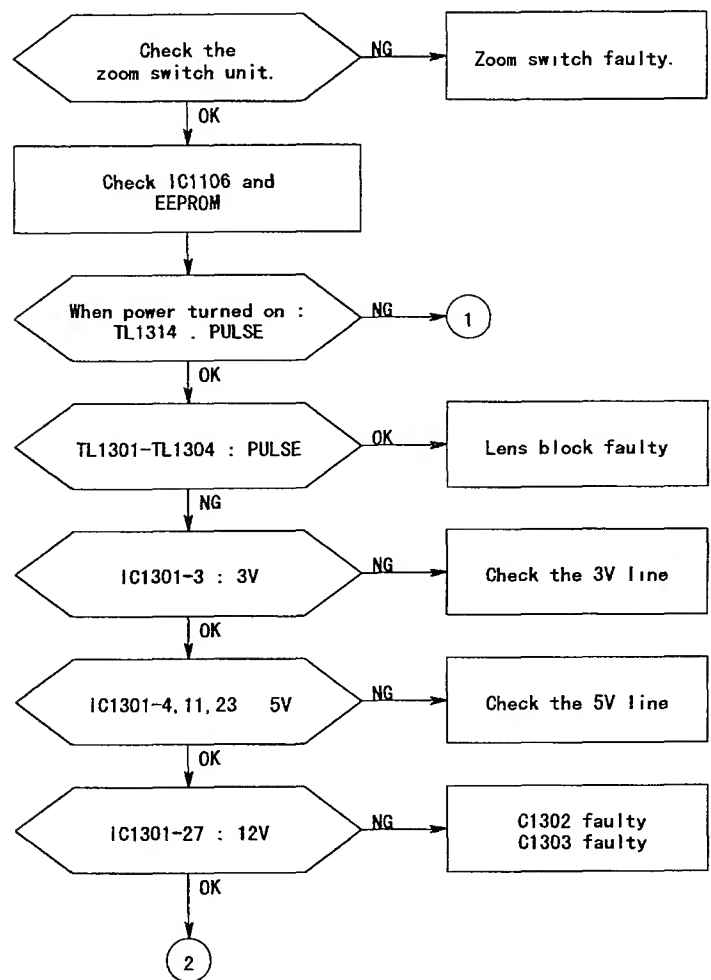 Check the
zoom switch unit.
NG
Zoom switch faulty.
OK
Check IC1106 and
EEPROM
When power turned on :
TL1314 . PULSE
NG
1
OK
TL1301-TL1304 : PULSE
OK
Lens block faulty
NG
IC1301-3 : 3V
NG
Check the 3V line
OK
IC1301-4,11,23 5V
NG
Check the 5V line
OK
IC1301-27 : 12V
NG
C1302 faulty
C1303 faulty
OK
2